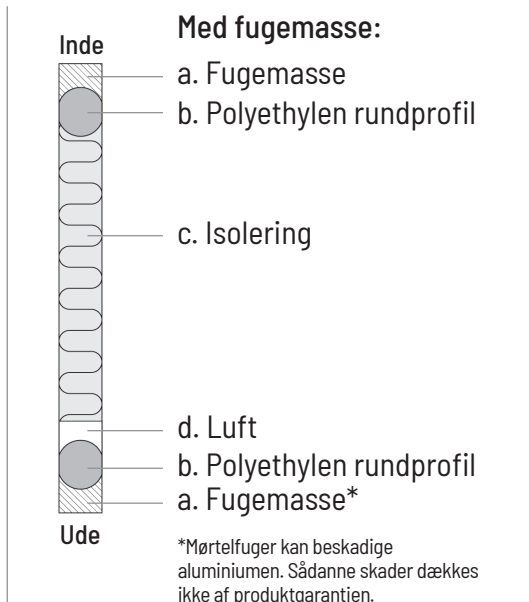 Med fugemasse:
Inde
a. Fugemasse
b. Polyethylen rundprofil
c. Isolering
d. Luft
b. Polyethylen rundprofil
a. Fugemasse*
Ude
*Mørtelfuger kan beskadige
aluminiumen. Sådanne skader dækkes
ikke af produktgarantien.